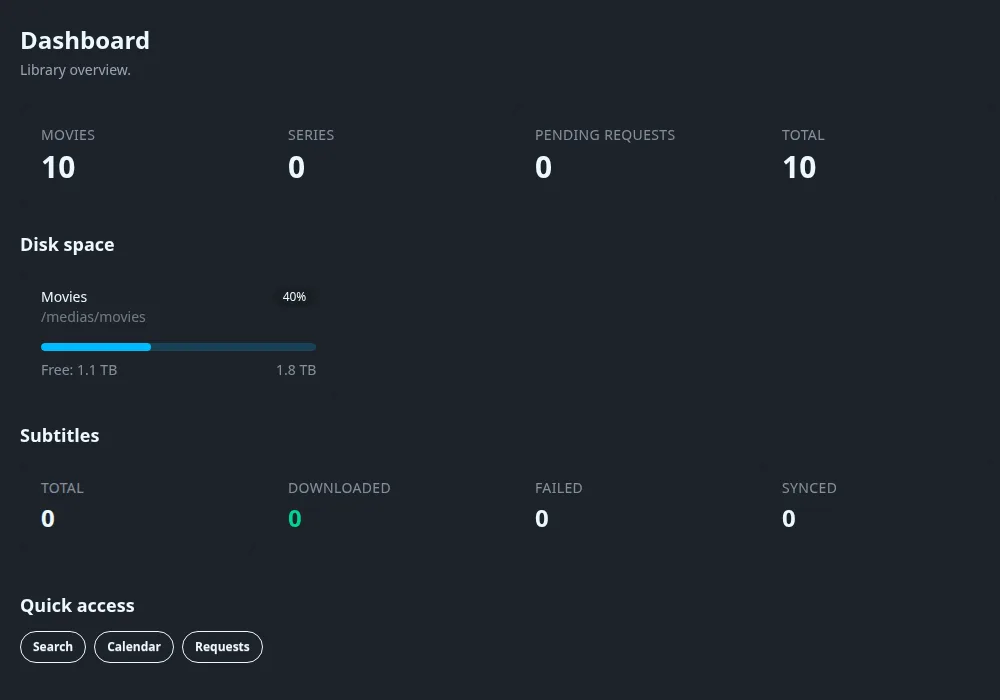 Dashboard
Library overview.
MOVIES SERIES PENDING REQUESTS TOTAL
10 0 0 10
Disk space
Movies 40%
/medias/movies
Free: 1.1 TB 1.8 TB
Subtitles
TOTAL DOWNLOADED FAILED SYNCED
0 0 0 0
Quick access
Search Calendar Requests